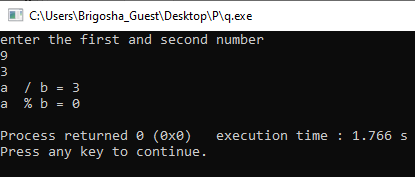 C:\Users\Brigosha_Guest\Desktop\P\q.exe
enter the first and second number
9
3
a  / b = 3
a  % b = 0
Process returned 0 (0x0)   execution time : 1.766 s
Press any key to continue.